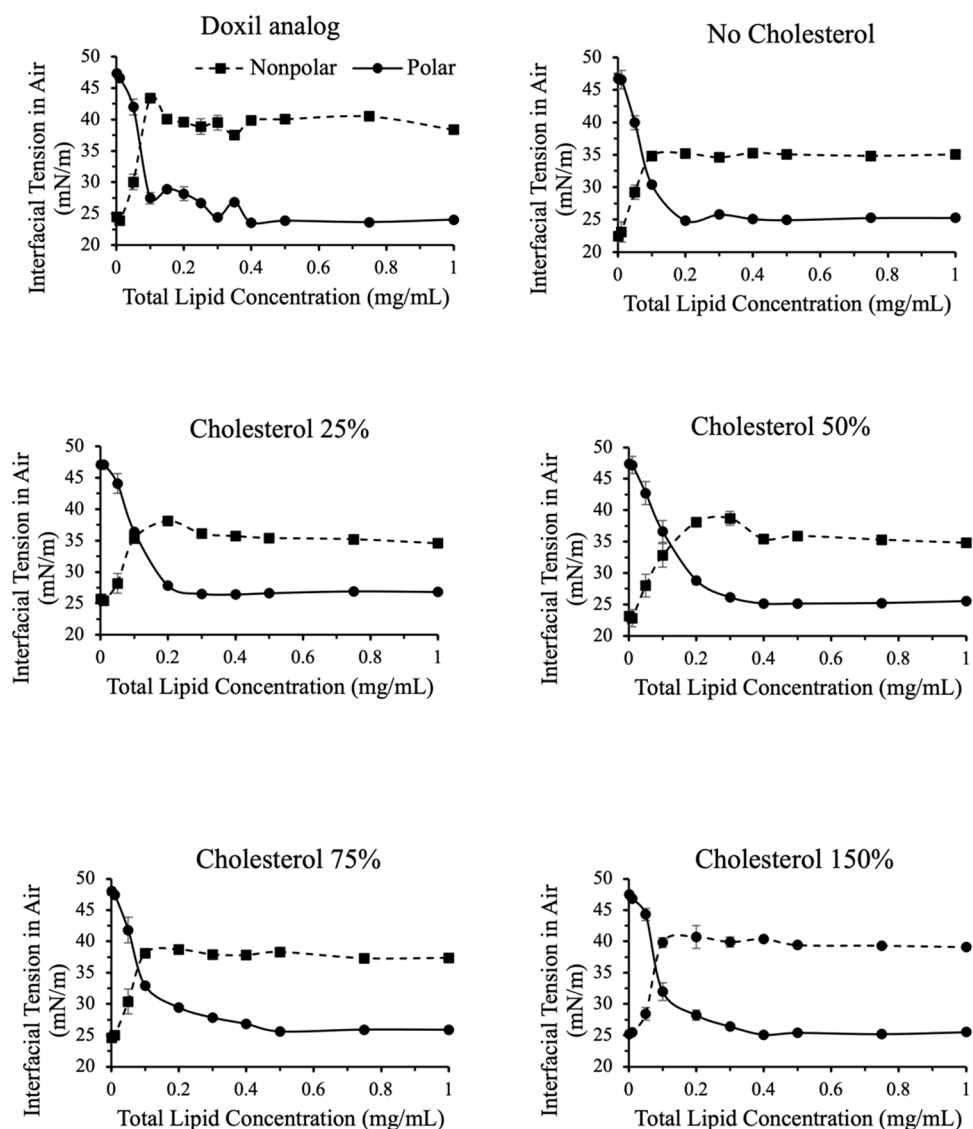 Doxil analog
Nonpolar Polar
Interfacial Tension in Air
(mN/m)
50
45
40
35
30
25
20
0 0.2 0.4 0.6 0.8 1
Total Lipid Concentration (mg/mL)
No Cholesterol
Interfacial Tension in Air
(mN/m)
50
45
40
35
30
25
20
0 0.2 0.4 0.6 0.8 1
Total Lipid Concentration (mg/mL)
Cholesterol 25%
Interfacial Tension in Air
(mN/m)
50
45
40
35
30
25
20
0 0.2 0.4 0.6 0.8 1
Total Lipid Concentration (mg/mL)
Cholesterol 50%
Interfacial Tension in Air
(mN/m)
50
45
40
35
30
25
20
0 0.2 0.4 0.6 0.8 1
Total Lipid Concentration (mg/mL)
Cholesterol 75%
Interfacial Tension in Air
(mN/m)
50
45
40
35
30
25
20
0 0.2 0.4 0.6 0.8 1
Total Lipid Concentration (mg/mL)
Cholesterol 150%
Interfacial Tension in Air
(mN/m)
50
45
40
35
30
25
20
0 0.2 0.4 0.6 0.8 1
Total Lipid Concentration (mg/mL)